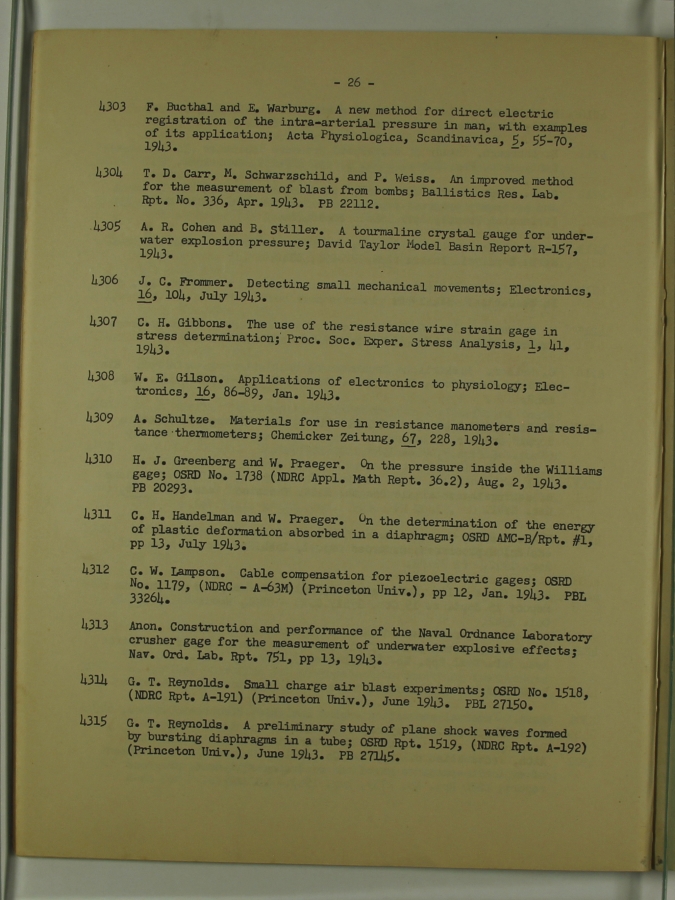 - 26 -
4303 F. Bucthal and E. Warburg. A new method for direct electric
registration of the intra-arterial pressure in man, with examples
of its application; Acta Physiologica, Scandinavica, 5, 55-70,
1943.
4304 T. D. Carr, M. Schwarzschild, and P. Weiss. An improved method
for the measurement of blast from bombs; Ballistics Res. Lab.
Rpt. No. 336, Apr. 1943. PB 22112.
4305 A. R. Cohen and B. Stiller. A tourmaline crystal gauge for under-
water explosion pressure; David Taylor Model Basin Report R-157,
1943.
4306 J. C. Frommer. Detecting small mechanical movements; Electronics,
16, 104, July 1943.
4307 C. H. Gibbons. The use of the resistance wire strain gage in
stress determination; Proc. Soc. Exper. Stress Analysis, 1, 41,
1943.
4308 W. E. Gilson. Applications of electronics to physiology; Elec-
tronics, 16, 86-89, Jan. 1943.
4309 A. Schultze. Materials for use in resistance manometers and resis-
tance thermometers; Chemicker Zeitung, 67, 228, 1943.
4310 H. J. Greenberg and W. Praeger. On the pressure inside the Williams
gage; OSRD No. 1738 (NDRC Appl. Math Rept. 36.2), Aug. 2, 1943.
PB 20293.
4311 C. H. Handelman and W. Praeger. On the determination of the energy
of plastic deformation absorbed in a diaphragm; OSRD AMC-B/Rpt. #1,
pp 13, July 1943.
4312 C. W. Lampson. Cable compensation for piezoelectric gages; OSRD
No. 1179, (NDRC - A-63M) (Princeton Univ.), pp 12, Jan. 1943. PBL
33264.
4313 Anon. Construction and performance of the Naval Ordnance Laboratory
crusher gage for the measurement of underwater explosive effects;
Nav. Ord. Lab. Rpt. 751, pp 13, 1943.
4314 G. T. Reynolds. Small charge air blast experiments; OSRD No. 1518,
(NDRC Rpt. A-191) (Princeton Univ.), June 1943. PBL 27150.
4315 G. T. Reynolds. A preliminary study of plane shock waves formed
by bursting diaphragms in a tube; OSRD Rpt. 1519, (NDRC Rpt. A-192)
(Princeton Univ.), June 1943. PB 27145.